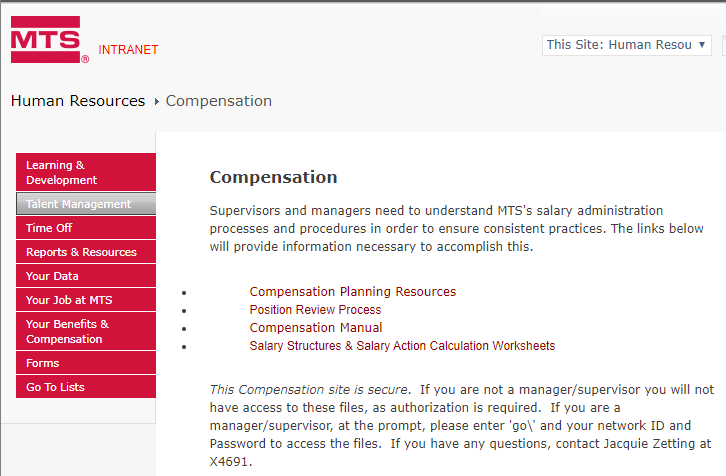 MTS
®
INTRANET
This Site: Human Resou
Human Resources
Compensation
Learning &
Development
Talent Management
Time Off
Reports & Resources
Your Data
Your Job at MTS
Your Benefits &
Compensation
Forms
Go To Lists
Compensation
Supervisors and managers need to understand MTS's salary administration
processes and procedures in order to ensure consistent practices. The links below
will provide information necessary to accomplish this.
Compensation Planning Resources
Position Review Process
Compensation Manual
Salary Structures & Salary Action Calculation Worksheets
This Compensation site is secure.  If you are not a manager/supervisor you will not
have access to these files, as authorization is required.  If you are a
manager/supervisor, at the prompt, please enter 'go\' and your network ID and
Password to access the files.  If you have any questions, contact Jacquie Zetting at
X4691.